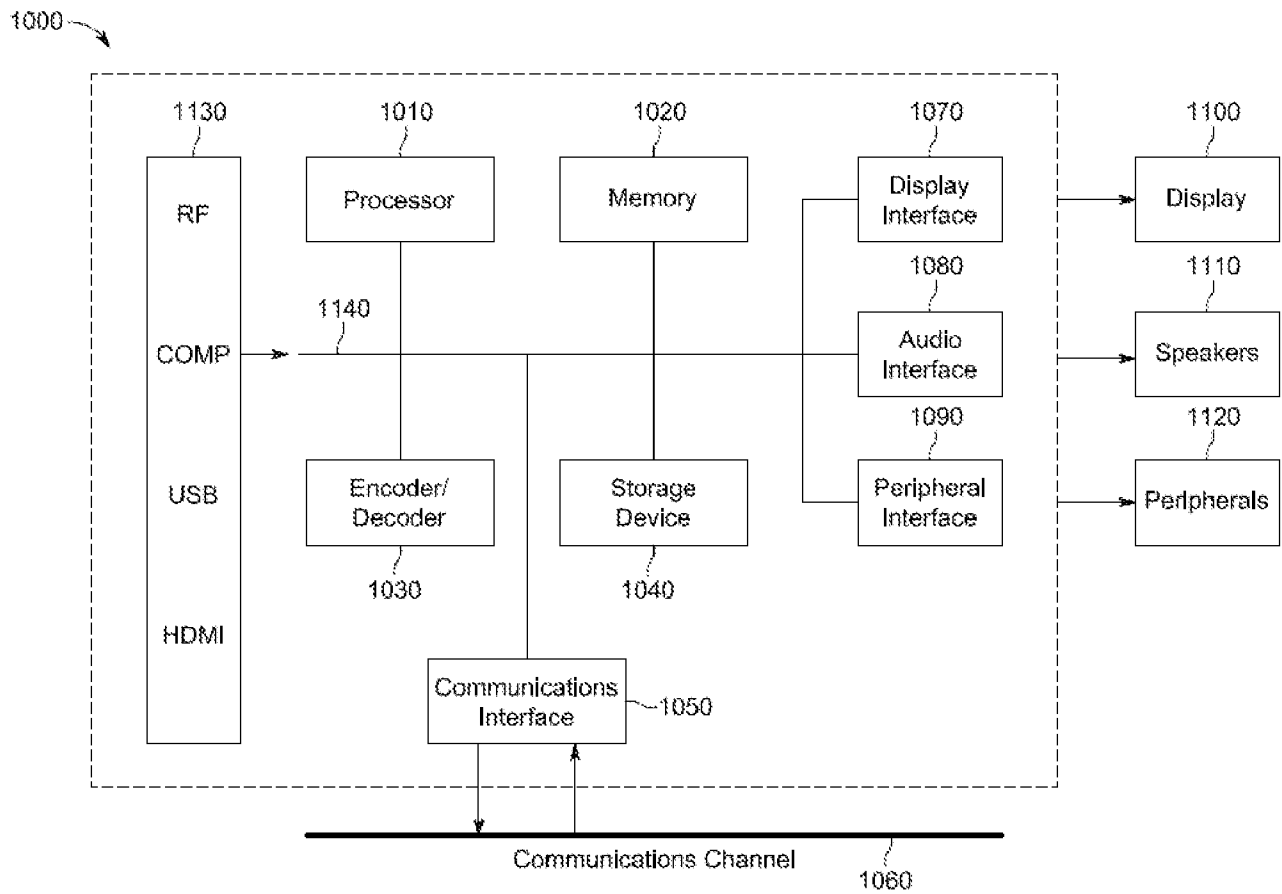 1000
1130
1010
1020
1070
1100
RF
Processor
Memory
Display
Interface
Display
1140
1080
1110
COMP
Audio
Interface
Speakers
1090
1120
USB
Encoder/
Decoder
Storage
Device
Peripheral
Interface
Peripherals
1030
1040
HDMI
Communications
Interface
1050
Communications Channel
1060